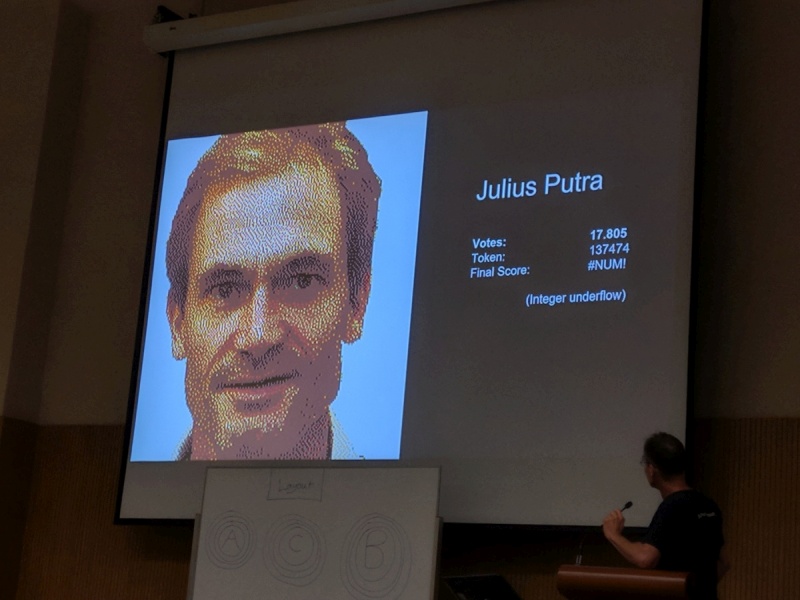 Julius Putra
Votes: 17.805
Token: 137474
Final Score: #NUM!
(Integer underflow)
Layout
A C B